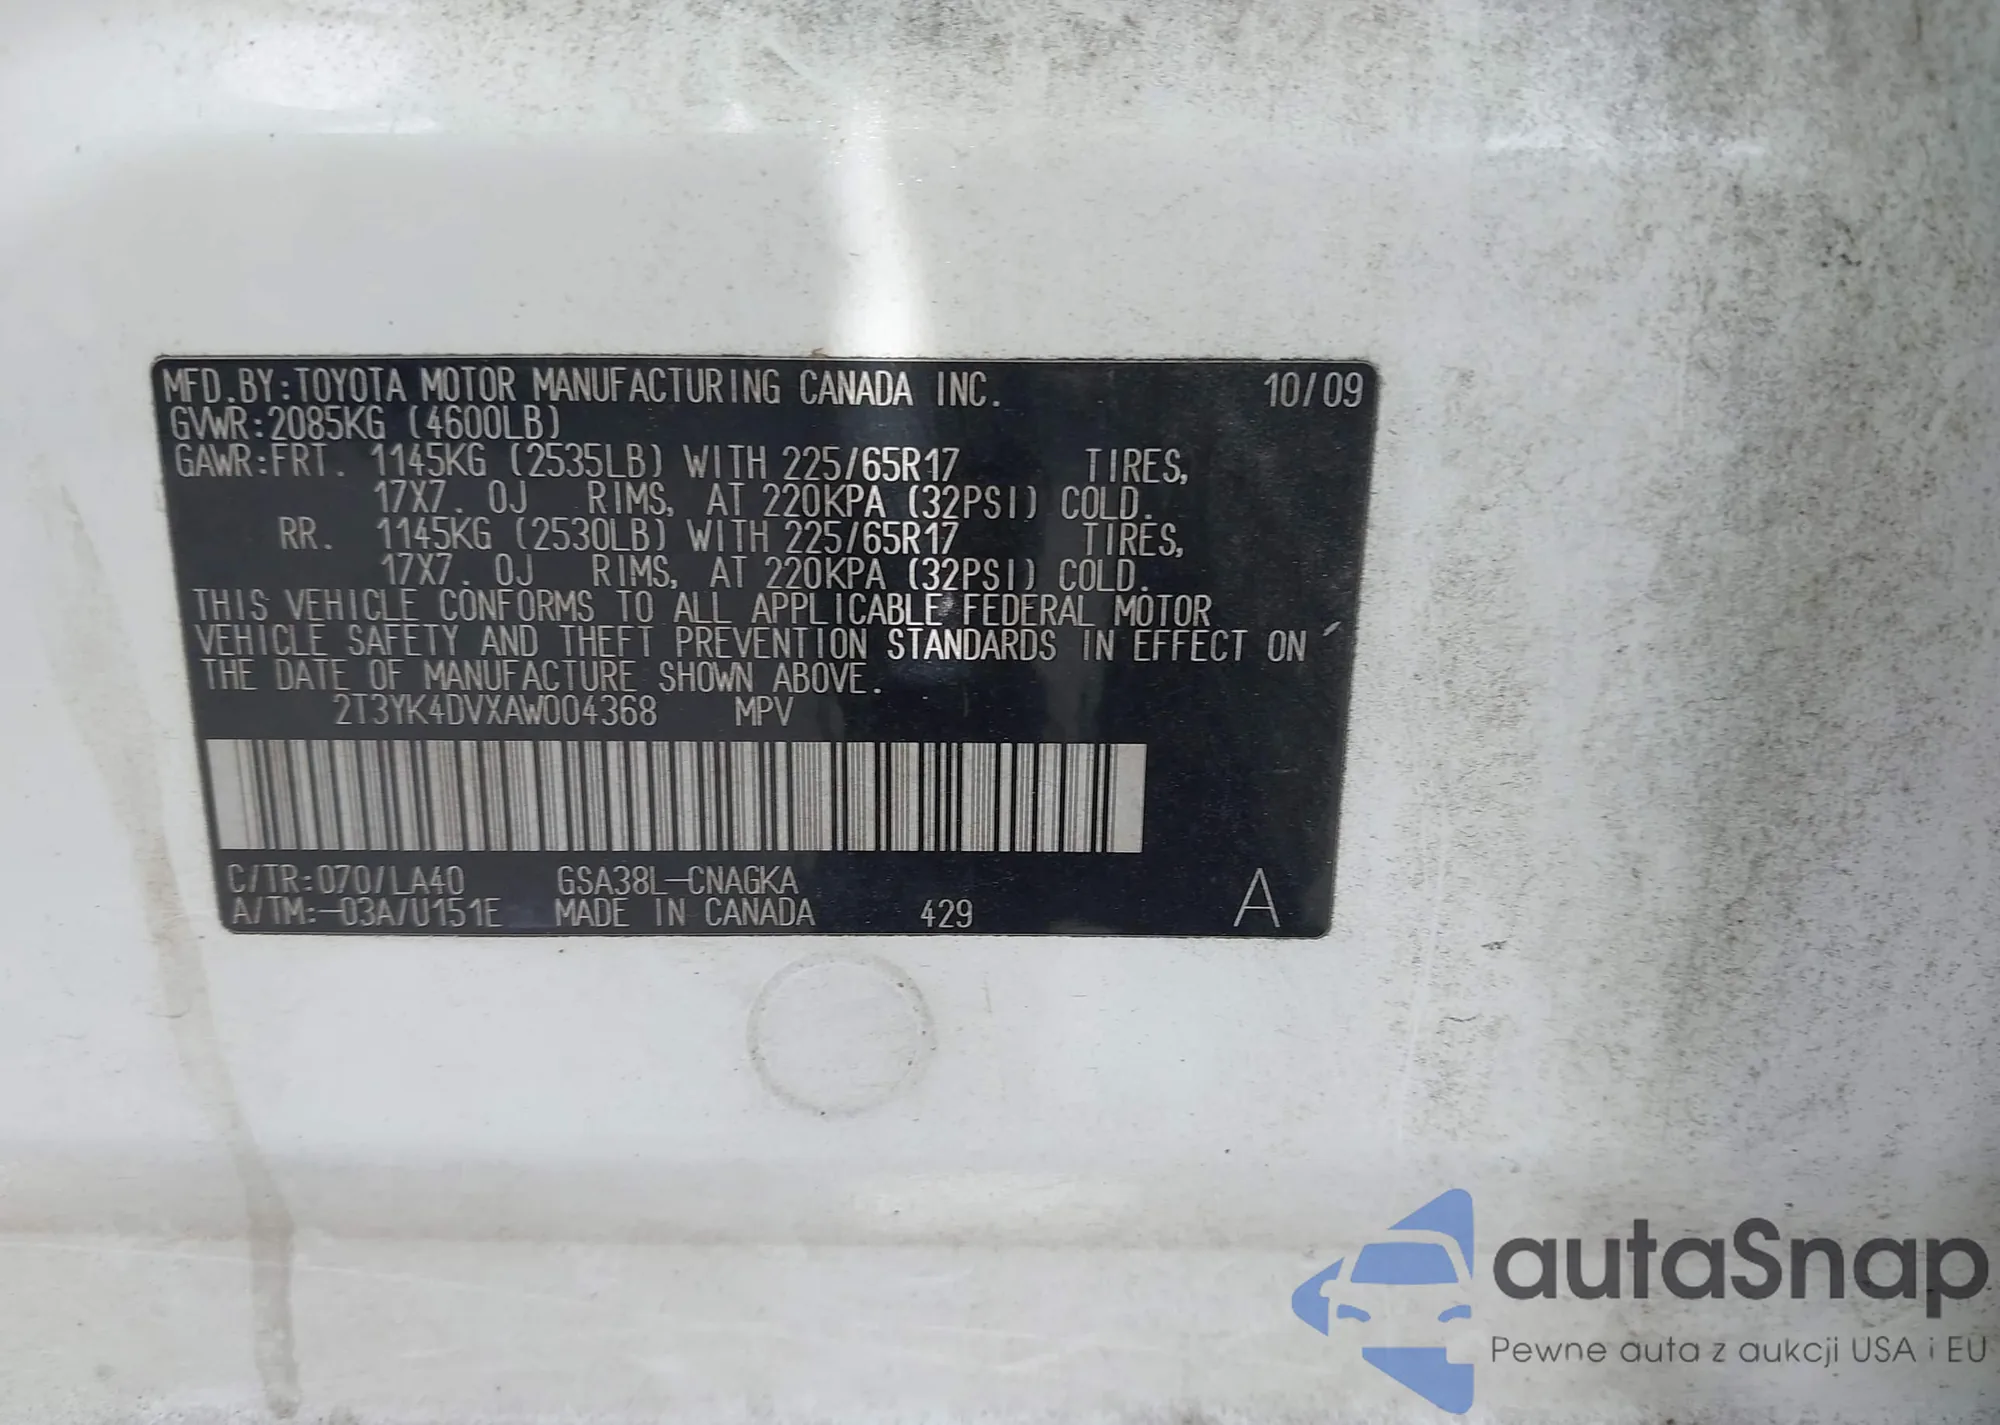 MFD.BY:TOYOTA MOTOR MANUFACTURING CANADA INC. 10/09
GVWR:2085KG (4600LB)
GAWR:FRT. 1145KG (2535LB) WITH 225/65R17 TIRES,
17X7. 0J RIMS, AT 220KPA (32PSI) COLD.
RR. 1145KG (2530LB) WITH 225/65R17 TIRES,
17X7. 0J RIMS, AT 220KPA (32PSI) COLD.
THIS VEHICLE CONFORMS TO ALL APPLICABLE FEDERAL MOTOR
VEHICLE SAFETY AND THEFT PREVENTION STANDARDS IN EFFECT ON
THE DATE OF MANUFACTURE SHOWN ABOVE.
2T3YK4DVXAW004368 MPV
C/TR:070/LA40 GSA38L-CNAGKA
A/TM:-03A/U151E MADE IN CANADA 429 A
autaSnap
Pewne auta z aukcji USA i EU